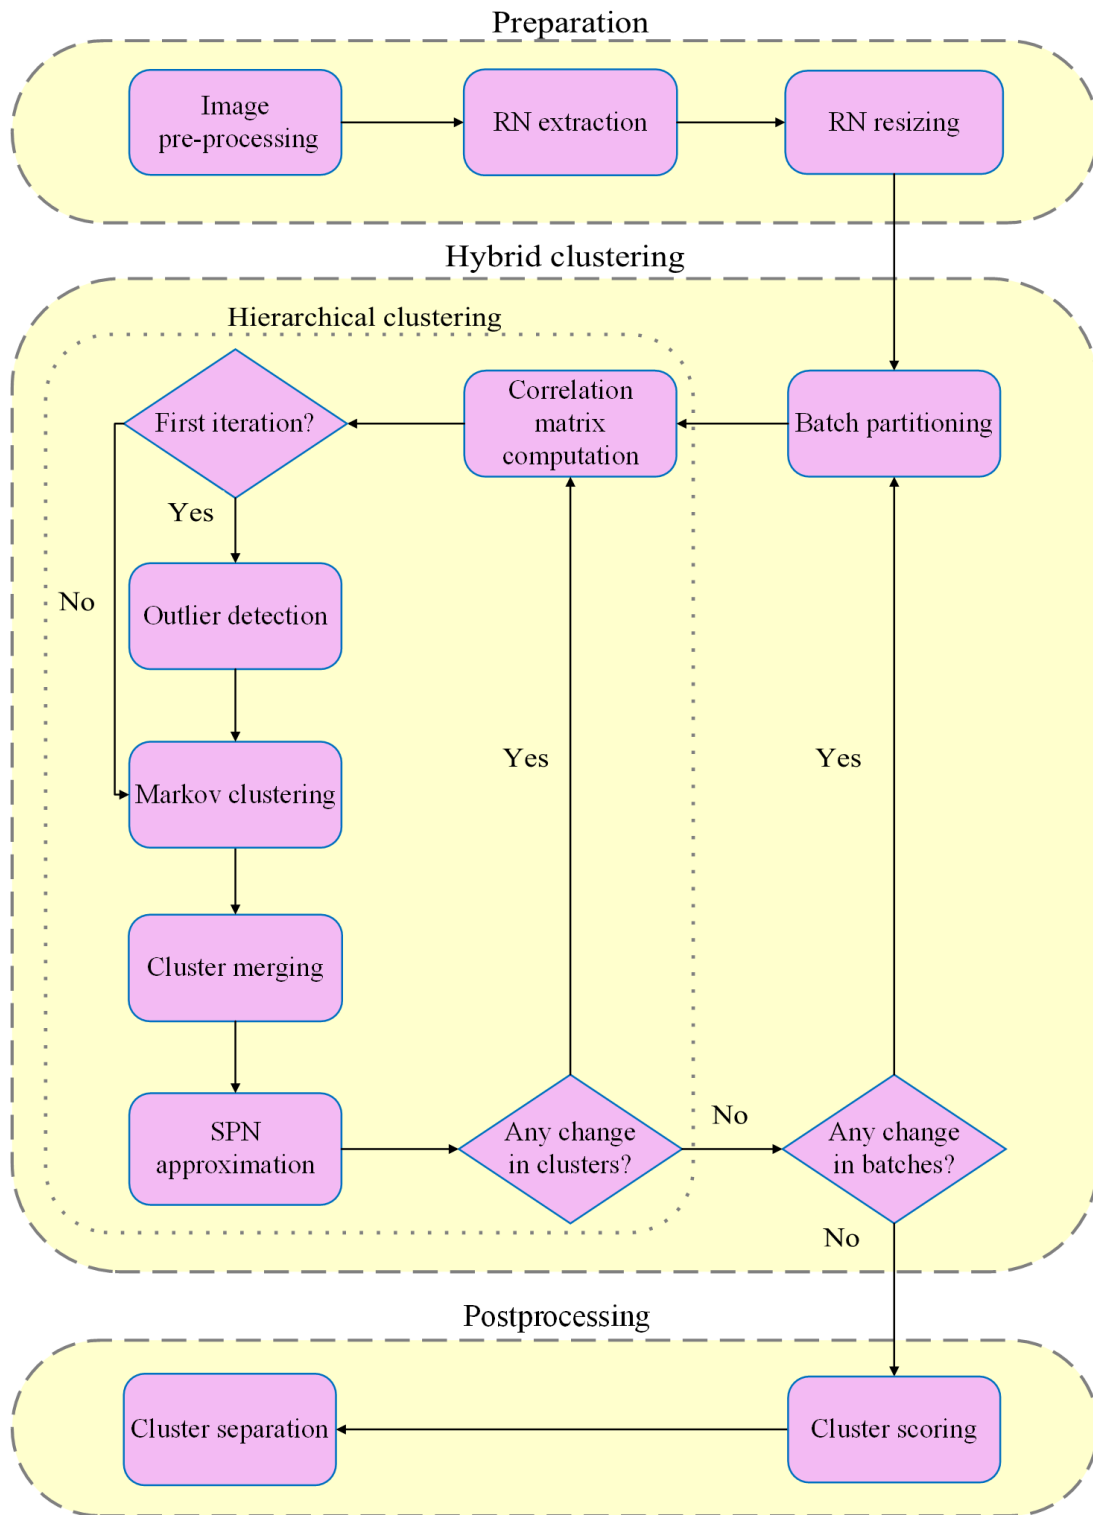 Preparation
Image
pre-processing
RN extraction
RN resizing
Hybrid clustering
Hierarchical clustering
First iteration?
Correlation
matrix
computation
Batch partitioning
Yes
No
Outlier detection
Markov clustering
Yes
Yes
Cluster merging
SPN
approximation
Any change
in clusters?
No
Any change
in batches?
No
Postprocessing
Cluster separation
Cluster scoring